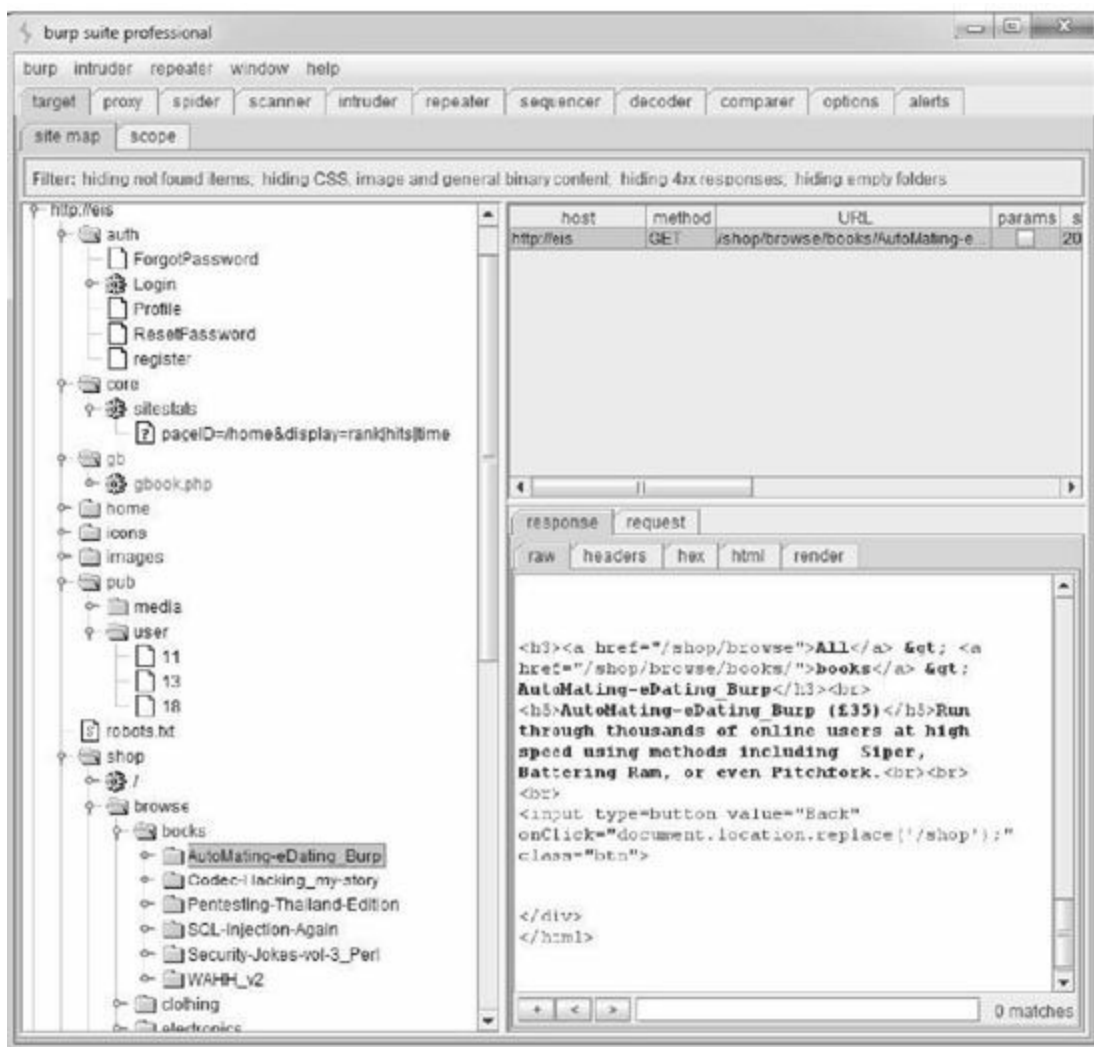 burp suite professional
burp intruder repeater window help
target proxy spider scanner intruder repeater sequencer decoder comparer options alerts
site map scope
Filter: hiding not found items; hiding CSS, image and general binary content; hiding 4xx responses; hiding empty folders
http://eis
auth
ForgotPassword
Login
Profile
ResetPassword
register
core
sitestats
pageID=/home&display=rank|hits|time
gb
gbook.php
home
icons
images
pub
media
user
11
13
18
robots.txt
shop
/
browse
books
AutoMating-eDating_Burp
Codec-Hacking_my-story
Pentesting-Thailand-Edition
SQL-Injection-Again
Security-Jokes-vol-3_Perl
WAHH_v2
clothing
electronics
host method URL params s
http://eis GET /shop/browse/books/AutoMating-e... 20
response request
raw headers hex html render
<h3><a href="/shop/browse">All</a> &gt; <a
href="/shop/browse/books/">books</a> &gt;
AutoMating-eDating_Burp</h3><br>
<h5>AutoMating-eDating_Burp (£35)</h5>Run
through thousands of online users at high
speed using methods including Siper,
Battering Ram, or even Pitchfork.<br><br>
<br>
<input type=button value="Back"
onClick="document.location.replace('/shop');"
class="btn">
</div>
</html>
+ < > 0 matches